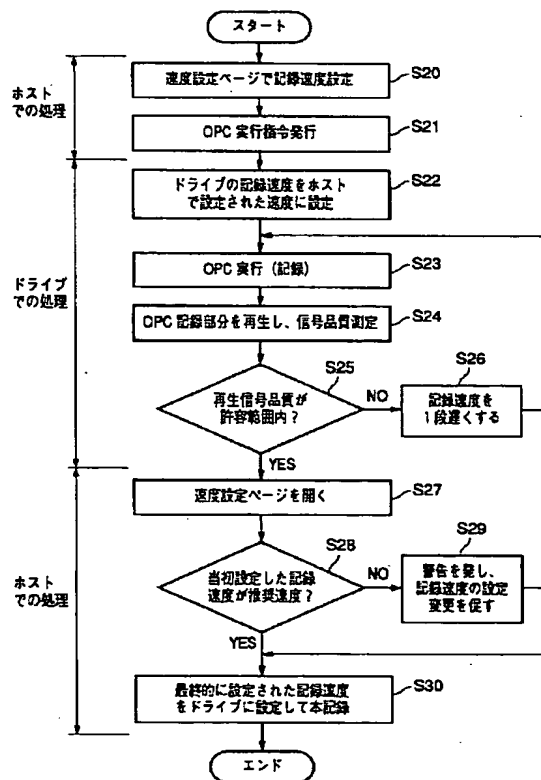 スタート
ホスト
での処理
速度設定ページで記録速度設定
S20
OPC 実行指令発行
S21
ドライブ
での処理
ドライブの記録速度をホスト
で設定された速度に設定
S22
OPC 実行（記録）
S23
OPC 記録部分を再生し、信号品質測定
S24
再生信号品質が
許容範囲内？
S25
NO
記録速度を
1段遅くする
S26
YES
ホスト
での処理
速度設定ページを開く
S27
当初設定した記録
速度が推奨速度？
S28
NO
警告を発し、
記録速度の設定
変更を促す
S29
YES
最終的に設定された記録速度
をドライブに設定して本記録
S30
エンド